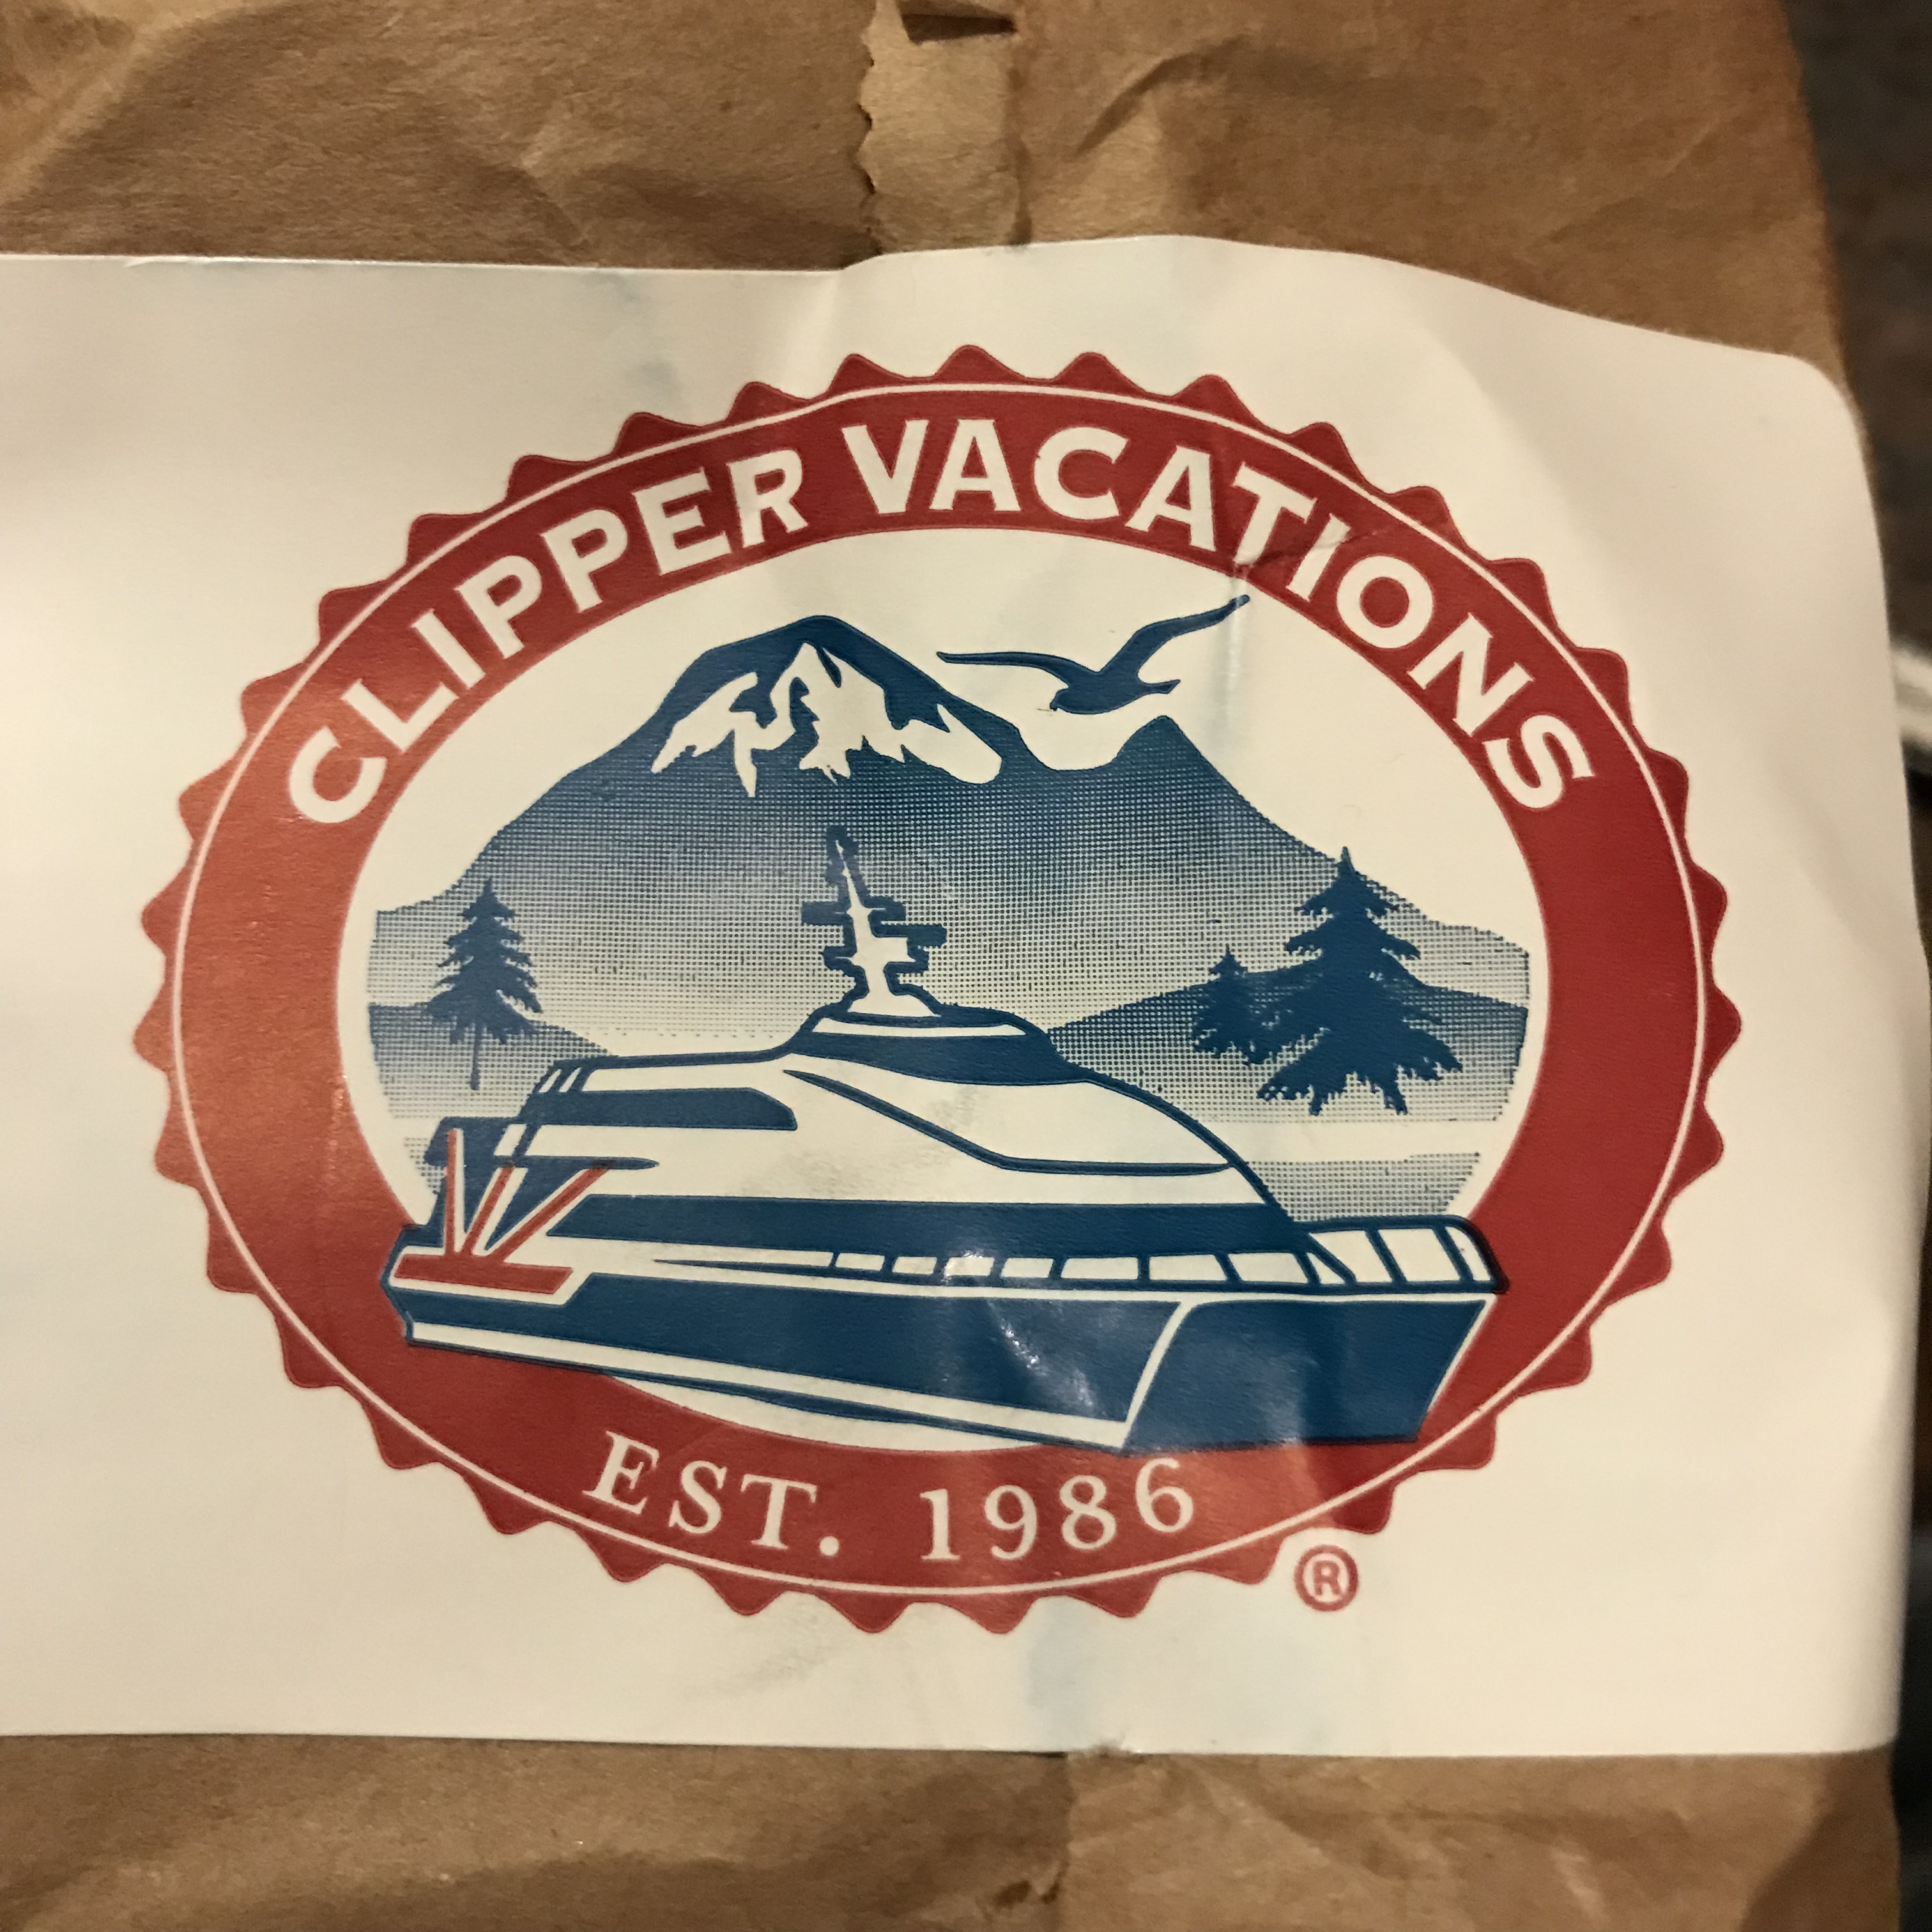 CLIPPER VACATIONS
EST. 1986
®